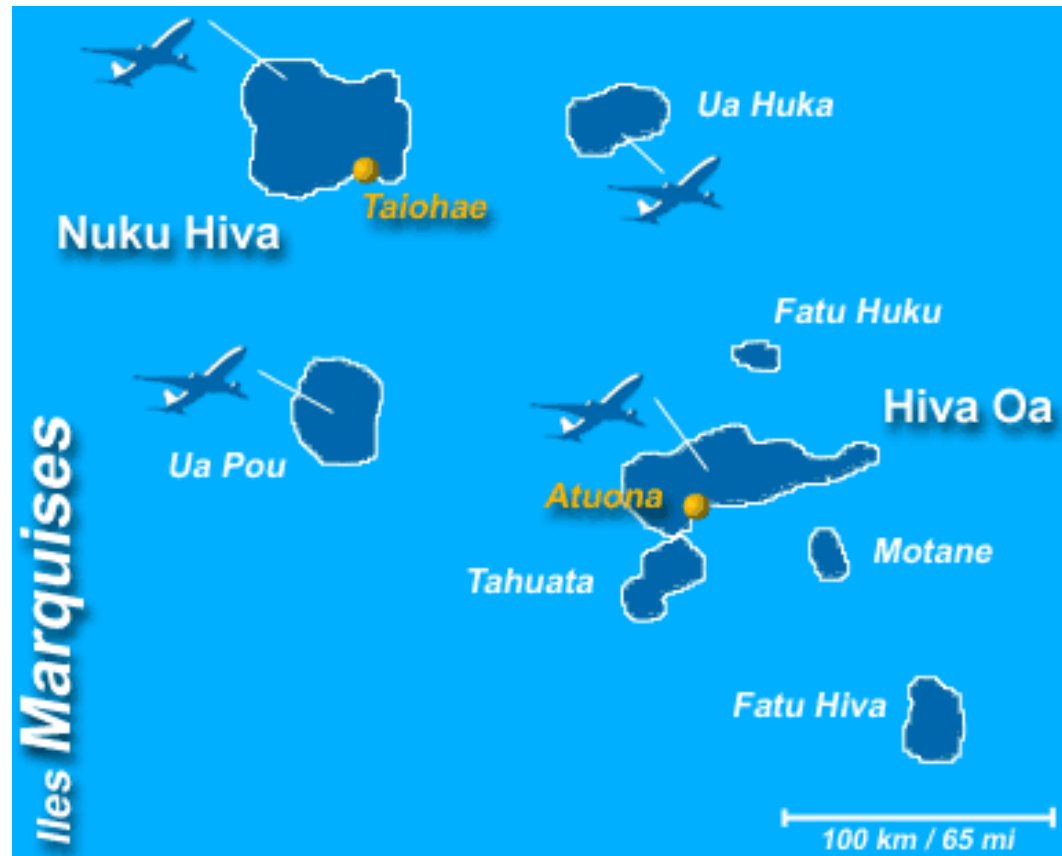 Ua Huka
Taiohae
Nuku Hiva
Fatu Huku
Hiva Oa
Ua Pou
Atuona
Motane
Tahuata
Fatu Hiva
Iles Marquises
100 km / 65 mi